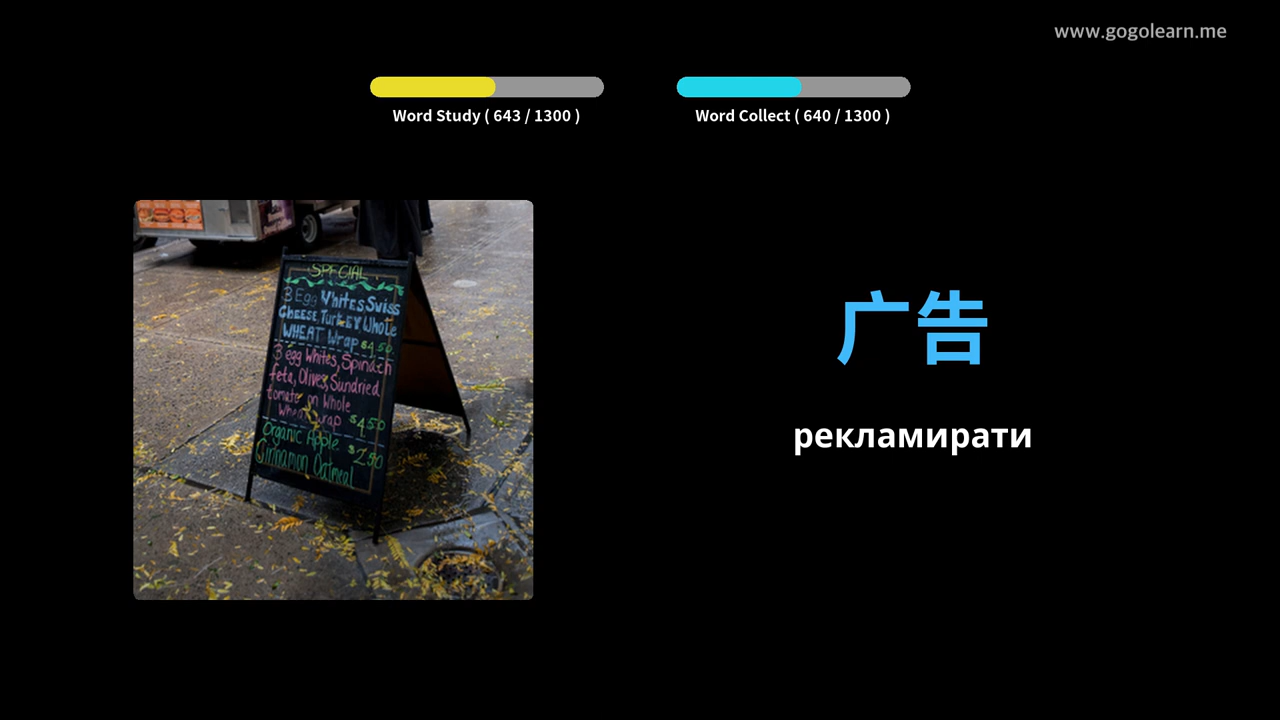 www.gogolearn.me
Word Study ( 643 / 1300 )
Word Collect ( 640 / 1300 )
SPECIAL
3 Egg Whites, Swiss
Cheese, Turkey Whole
WHEAT Wrap $4.50
3 egg Whites, Spinach
feta, Olives, Sundried
tomato on Whole
Wheat Wrap $4.50
Organic Apple
Cinnamon Oatmeal $2.50
广告
рекламирати